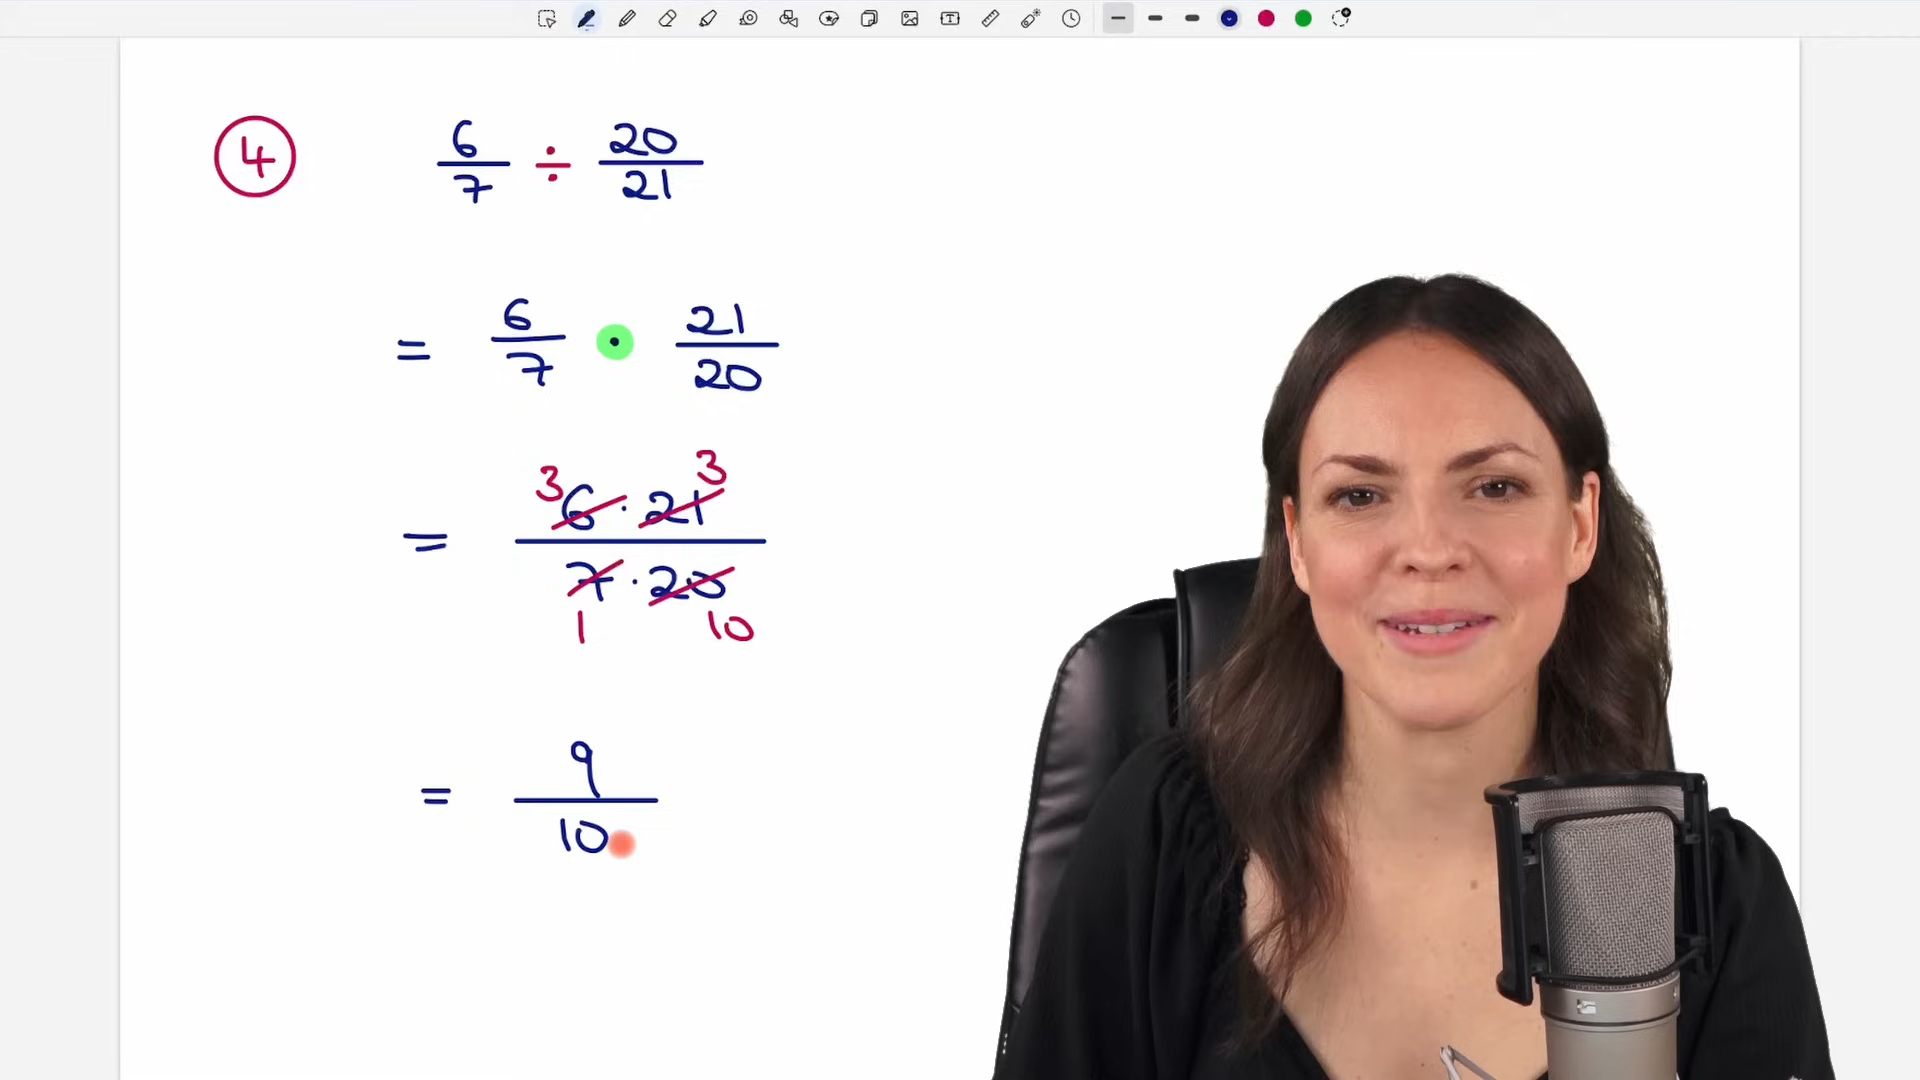 ④ 6/7 ÷ 20/21
= 6/7 · 21/20
= 3 6 · 21 3 / 7 · 20
1 10
= 9/10